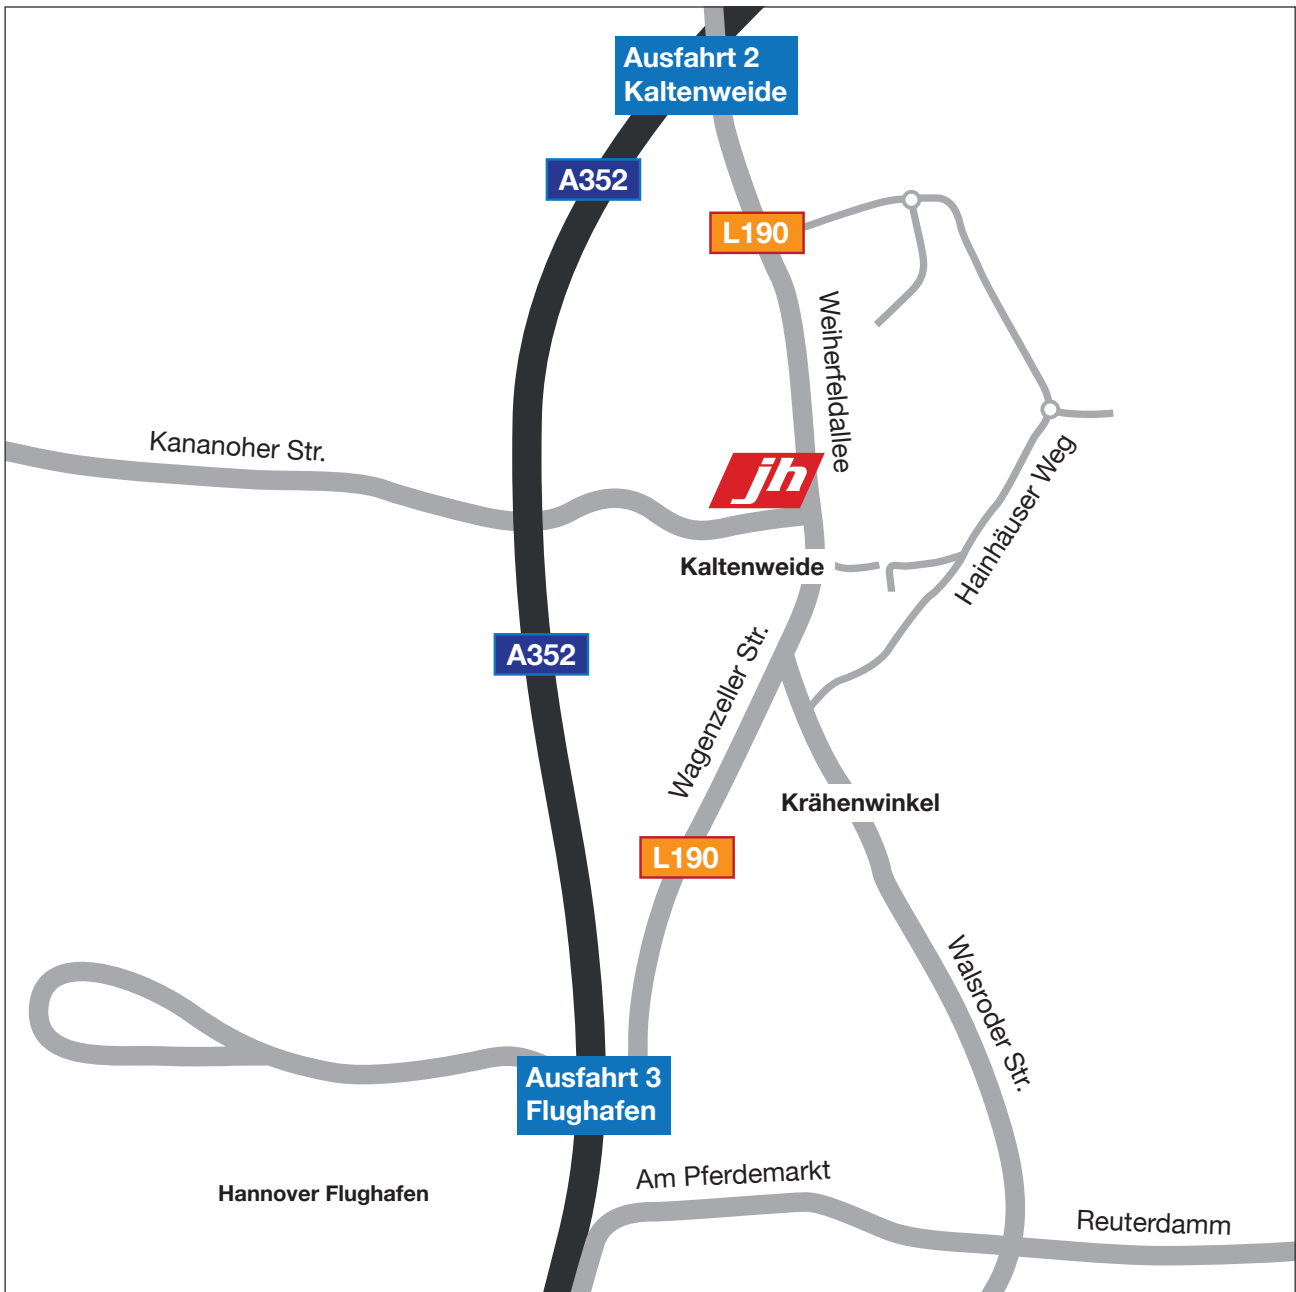 Ausfahrt 2
Kaltenweide
A352
L190
Weiherfeldallee
Kananoher Str.
jh
Hainhäuser Weg
Kaltenweide
Wagenzeller Str.
A352
Krähenwinkel
L190
Walsroder Str.
Ausfahrt 3
Flughafen
Am Pferdemarkt
Hannover Flughafen
Reuterdamm